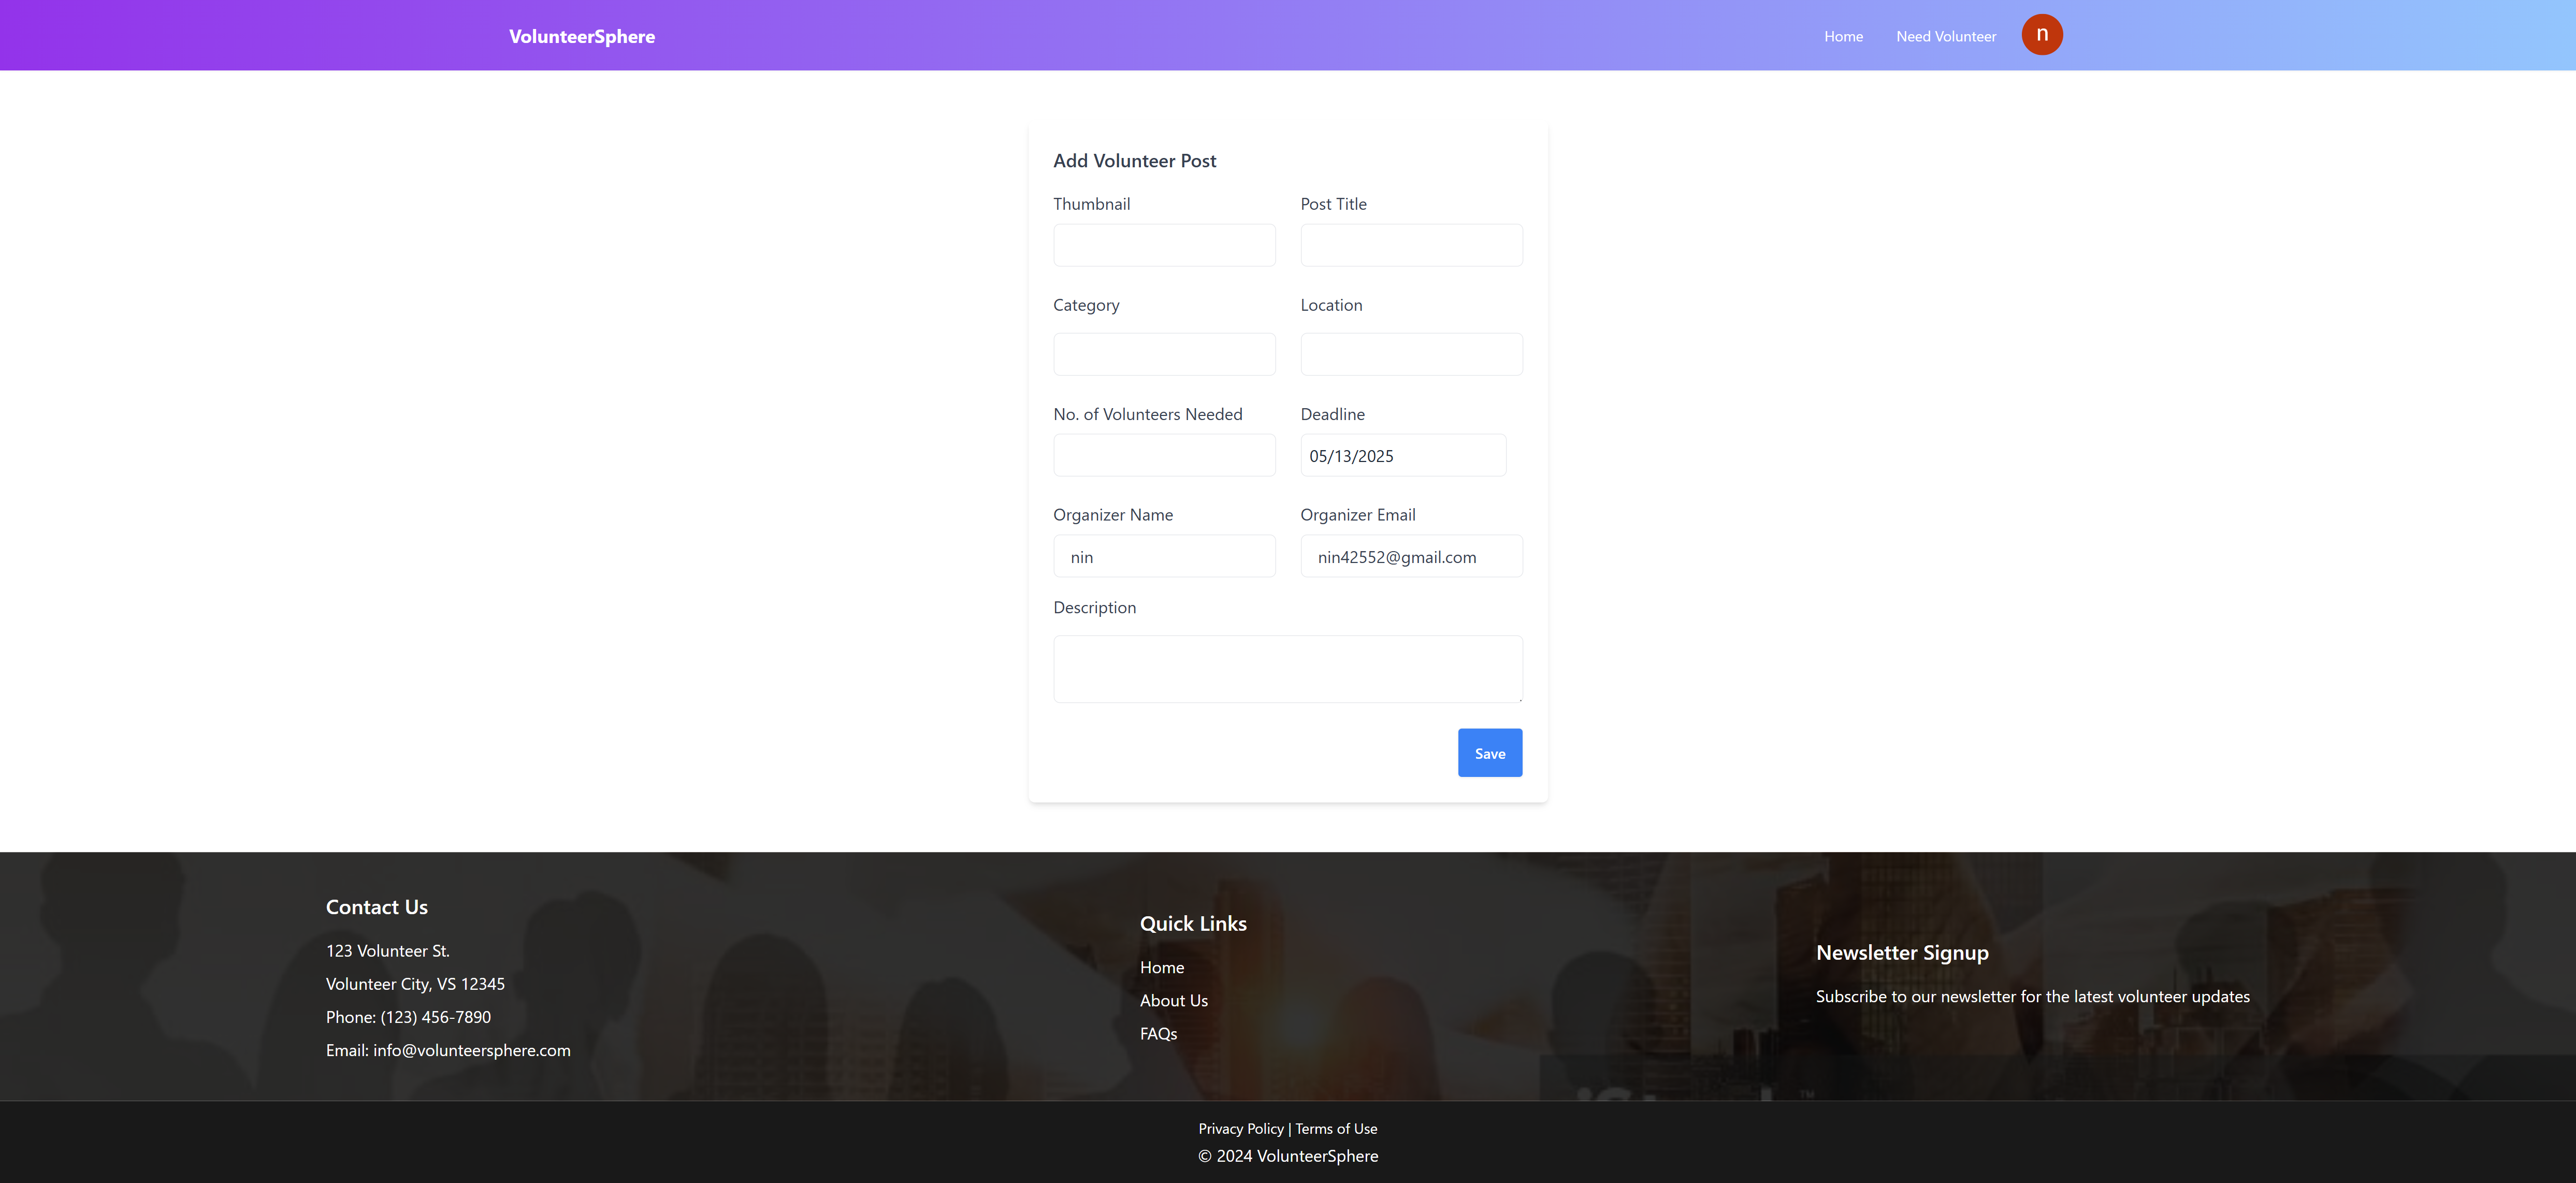 VolunteerSphere
Home
Need Volunteer
n
Add Volunteer Post
Thumbnail
Post Title
Category
Location
No. of Volunteers Needed
Deadline
05/13/2025
Organizer Name
Organizer Email
nin
nin42552@gmail.com
Description
Save
Contact Us
123 Volunteer St.
Volunteer City, VS 12345
Phone: (123) 456-7890
Email: info@volunteersphere.com
Quick Links
Home
About Us
FAQs
Newsletter Signup
Subscribe to our newsletter for the latest volunteer updates
Privacy Policy | Terms of Use
© 2024 VolunteerSphere